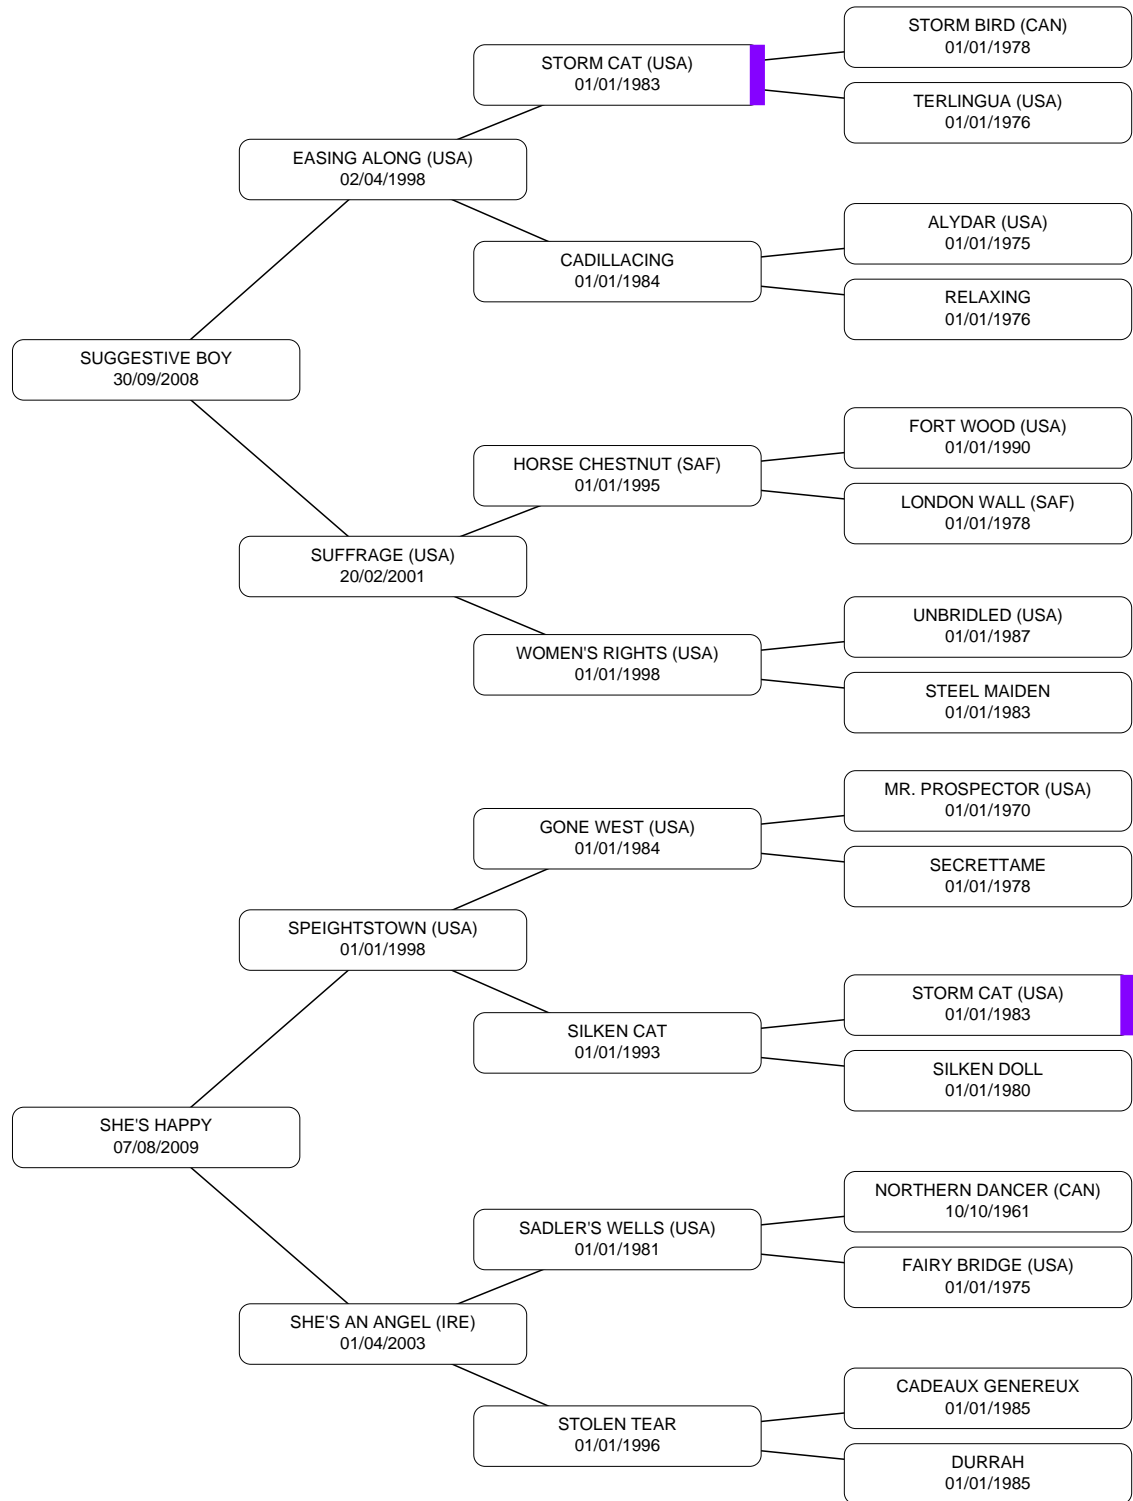 STORM BIRD (CAN)
01/01/1978
STORM CAT (USA)
01/01/1983
TERLINGUA (USA)
01/01/1976
EASING ALONG (USA)
02/04/1998
ALYDAR (USA)
01/01/1975
CADILLACING
01/01/1984
RELAXING
01/01/1976
SUGGESTIVE BOY
30/09/2008
FORT WOOD (USA)
01/01/1990
HORSE CHESTNUT (SAF)
01/01/1995
LONDON WALL (SAF)
01/01/1978
SUFFRAGE (USA)
20/02/2001
UNBRIDLED (USA)
01/01/1987
WOMEN'S RIGHTS (USA)
01/01/1998
STEEL MAIDEN
01/01/1983
MR. PROSPECTOR (USA)
01/01/1970
GONE WEST (USA)
01/01/1984
SECRETTAME
01/01/1978
SPEIGHTSTOWN (USA)
01/01/1998
STORM CAT (USA)
01/01/1983
SILKEN CAT
01/01/1993
SILKEN DOLL
01/01/1980
SHE'S HAPPY
07/08/2009
NORTHERN DANCER (CAN)
10/10/1961
SADLER'S WELLS (USA)
01/01/1981
FAIRY BRIDGE (USA)
01/01/1975
SHE'S AN ANGEL (IRE)
01/04/2003
CADEAUX GENEREUX
01/01/1985
STOLEN TEAR
01/01/1996
DURRAH
01/01/1985